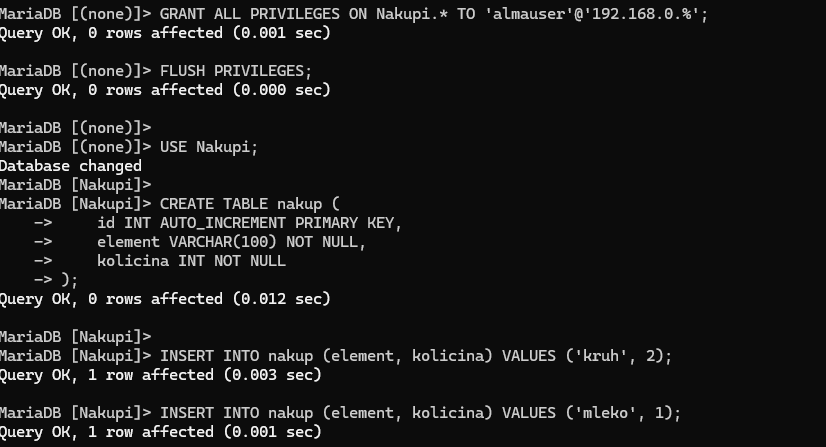 MariaDB [(none)]> GRANT ALL PRIVILEGES ON Nakupi.* TO 'almauser'@'192.168.0.%';
Query OK, 0 rows affected (0.001 sec)
MariaDB [(none)]> FLUSH PRIVILEGES;
Query OK, 0 rows affected (0.000 sec)
MariaDB [(none)]>
MariaDB [(none)]> USE Nakupi;
Database changed
MariaDB [Nakupi]>
MariaDB [Nakupi]> CREATE TABLE nakup (
    ->     id INT AUTO_INCREMENT PRIMARY KEY,
    ->     element VARCHAR(100) NOT NULL,
    ->     kolicina INT NOT NULL
    -> );
Query OK, 0 rows affected (0.012 sec)
MariaDB [Nakupi]>
MariaDB [Nakupi]> INSERT INTO nakup (element, kolicina) VALUES ('kruh', 2);
Query OK, 1 row affected (0.003 sec)
MariaDB [Nakupi]> INSERT INTO nakup (element, kolicina) VALUES ('mleko', 1);
Query OK, 1 row affected (0.001 sec)